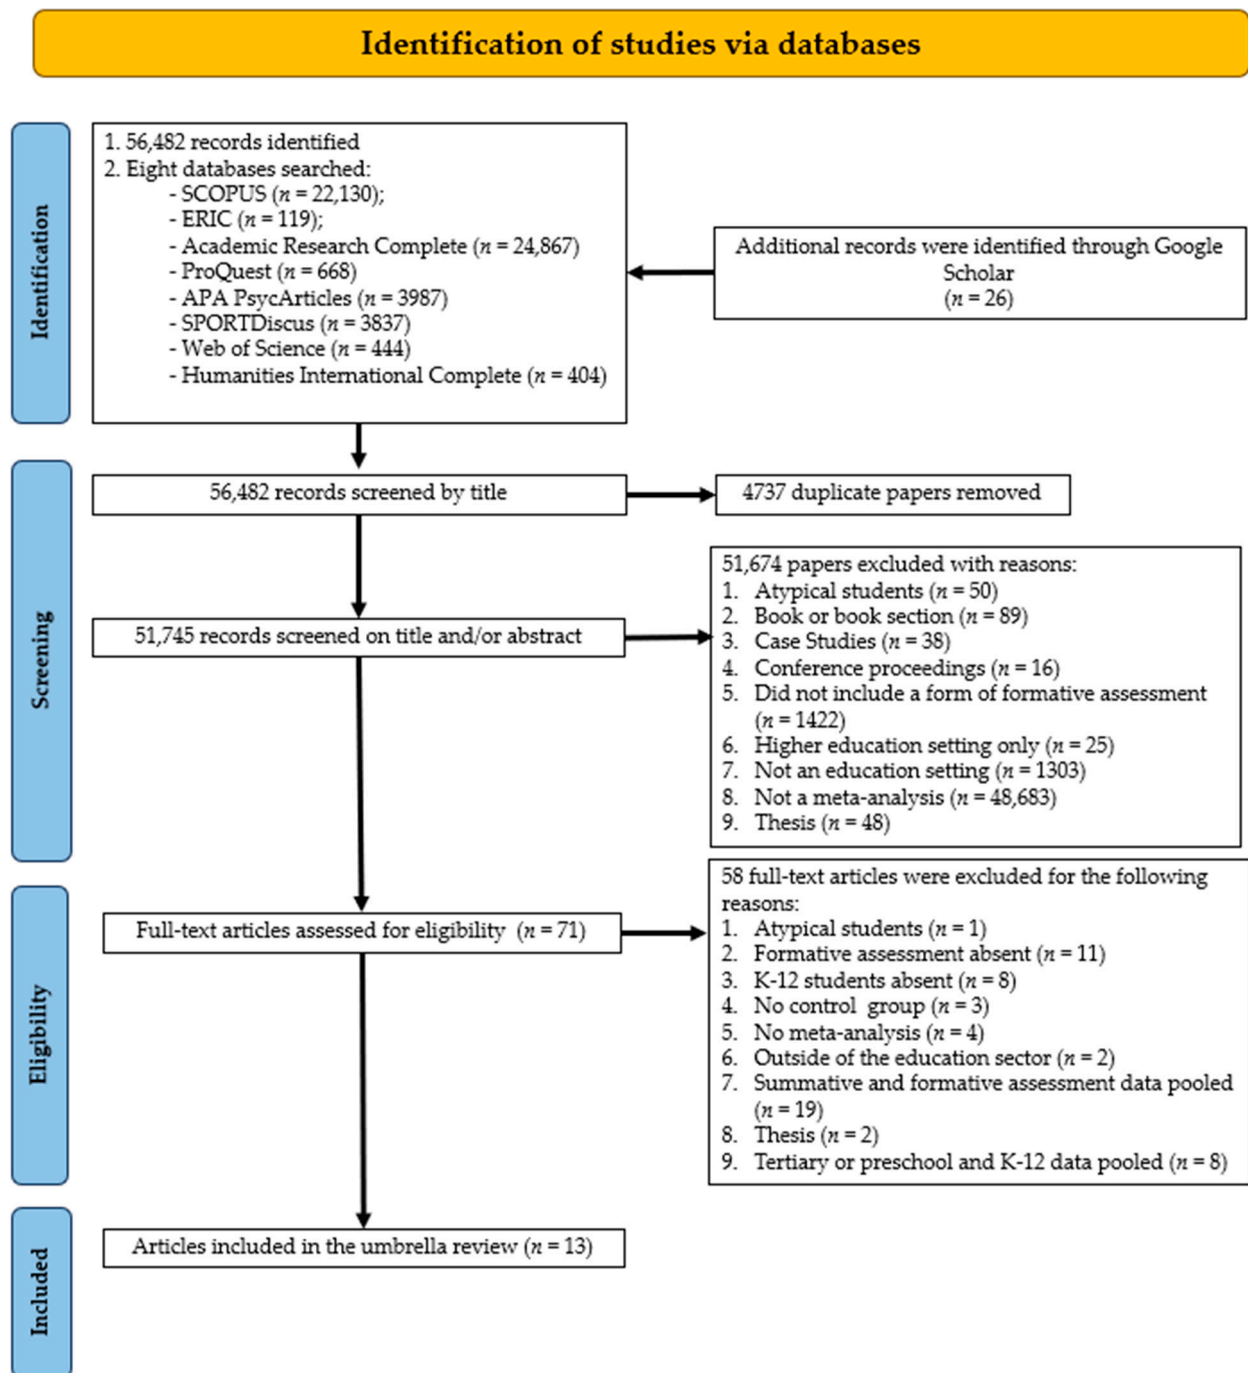 Identification of studies via databases
Identification
1. 56,482 records identified
2. Eight databases searched:
- SCOPUS (n = 22,130);
- ERIC (n = 119);
- Academic Research Complete (n = 24,867)
- ProQuest (n = 668)
- APA PsycArticles (n = 3987)
- SPORTDiscus (n = 3837)
- Web of Science (n = 444)
- Humanities International Complete (n = 404)
Additional records were identified through Google
Scholar
(n = 26)
Screening
56,482 records screened by title
4737 duplicate papers removed
51,745 records screened on title and/or abstract
51,674 papers excluded with reasons:
1. Atypical students (n = 50)
2. Book or book section (n = 89)
3. Case Studies (n = 38)
4. Conference proceedings (n = 16)
5. Did not include a form of formative assessment
(n = 1422)
6. Higher education setting only (n = 25)
7. Not an education setting (n = 1303)
8. Not a meta-analysis (n = 48,683)
9. Thesis (n = 48)
Eligibility
Full-text articles assessed for eligibility (n = 71)
58 full-text articles were excluded for the following
reasons:
1. Atypical students (n = 1)
2. Formative assessment absent (n = 11)
3. K-12 students absent (n = 8)
4. No control group (n = 3)
5. No meta-analysis (n = 4)
6. Outside of the education sector (n = 2)
7. Summative and formative assessment data pooled
(n = 19)
8. Thesis (n = 2)
9. Tertiary or preschool and K-12 data pooled (n = 8)
Included
Articles included in the umbrella review (n = 13)